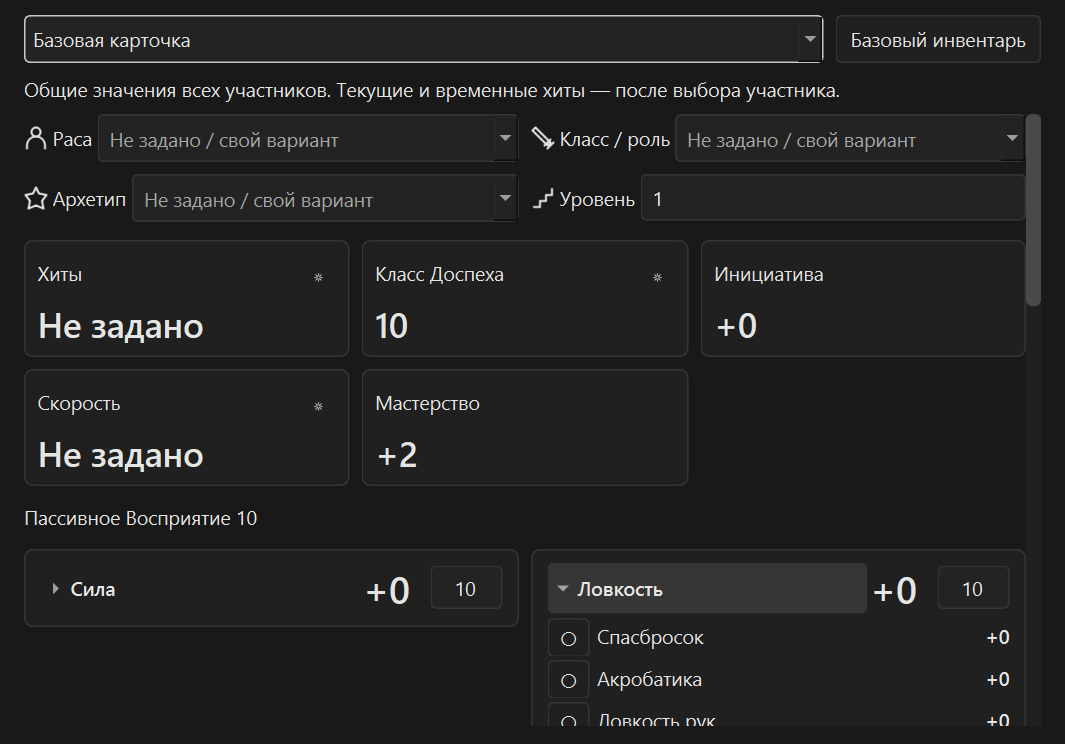 Базовая карточка Базовый инвентарь
Общие значения всех участников. Текущие и временные хиты — после выбора участника.
Раса Не задано / свой вариант Класс / роль Не задано / свой вариант
Архетип Не задано / свой вариант Уровень 1
Хиты Класс Доспеха Инициатива
Не задано 10 +0
Скорость Мастерство
Не задано +2
Пассивное Восприятие 10
Сила +0 10 Ловкость +0 10
Спасбросок +0
Акробатика +0
Ловкость рук +0